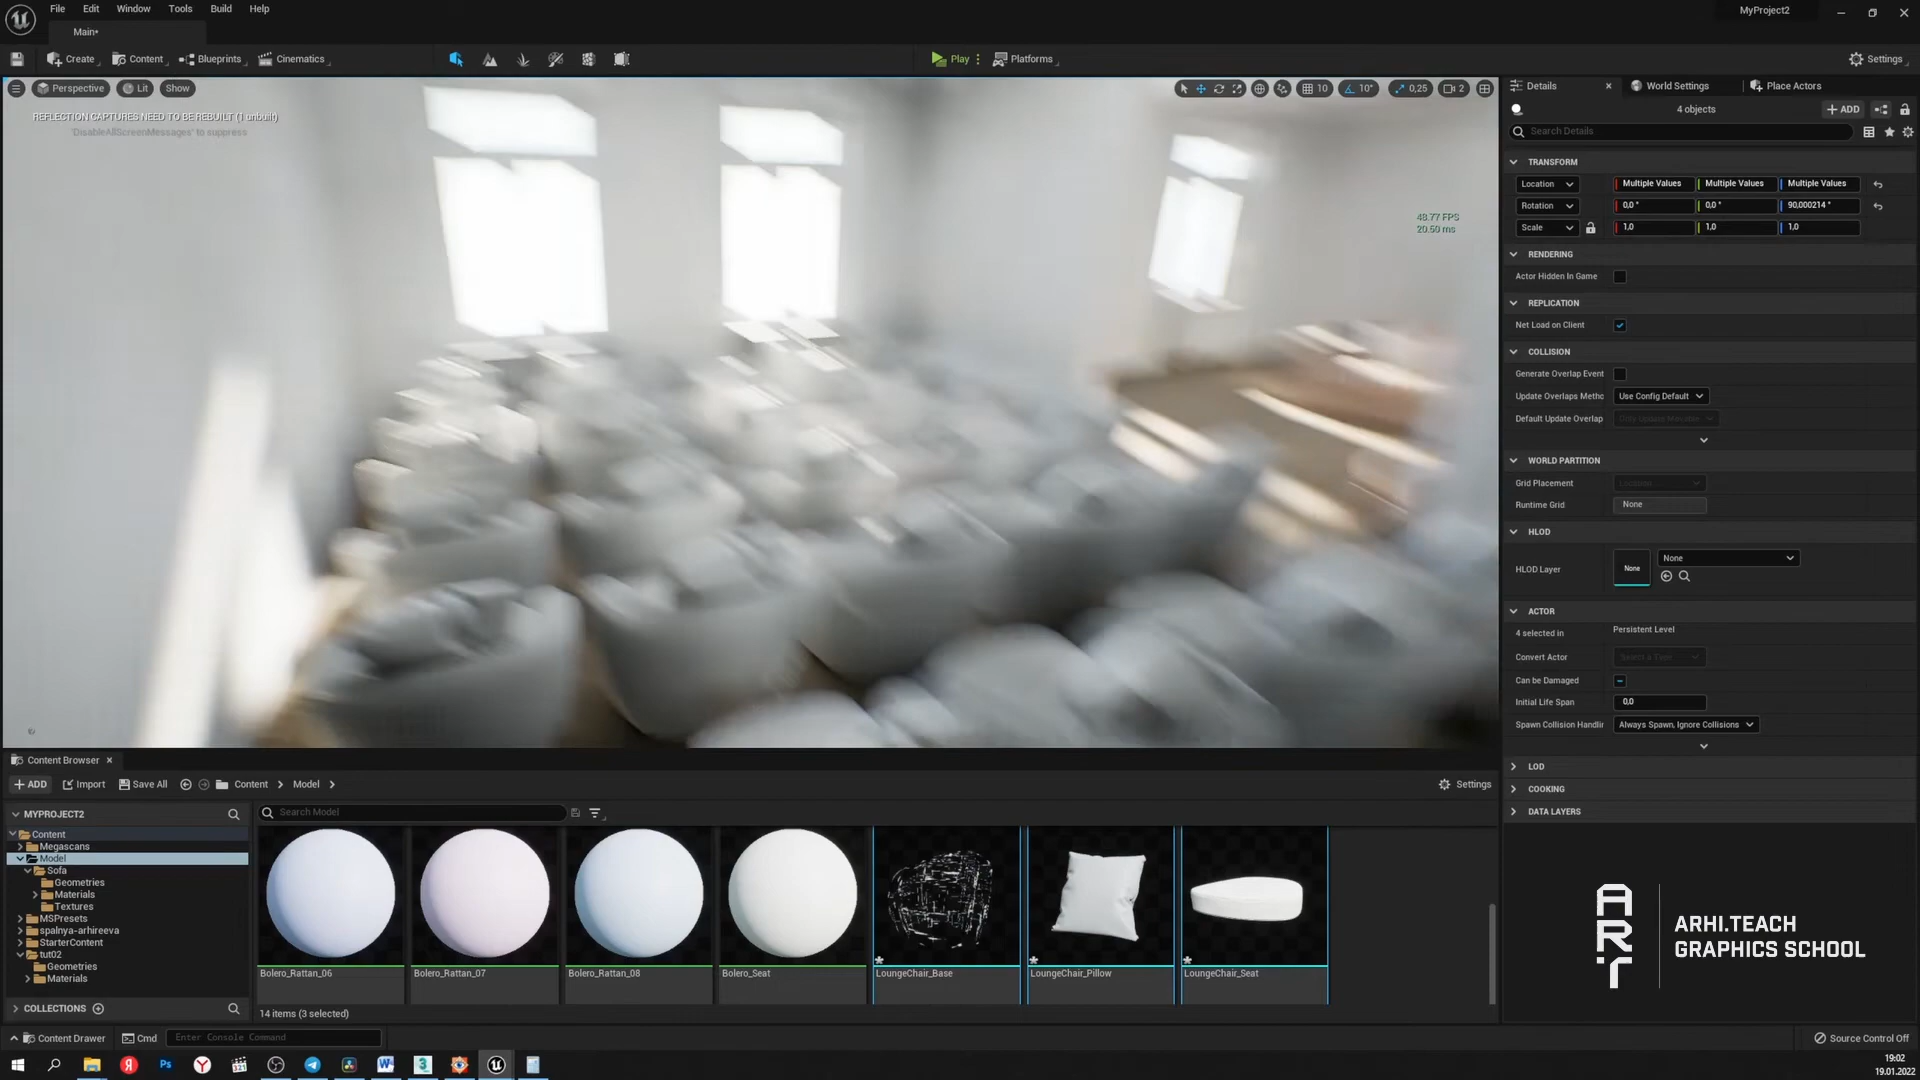 File Edit Window Tools Build Help
MyProject2
Main*
Create Content Blueprints Cinematics
Play Platforms
Settings
Perspective Lit Show
10 10° 0,25 2
REFLECTION CAPTURES NEED TO BE REBUILT (1 unbuilt)
'DisableAllScreenMessages' to suppress
48.77 FPS
20.50 ms
Details World Settings Place Actors
4 objects
ADD
Search Details
TRANSFORM
Location Multiple Values Multiple Values Multiple Values
Rotation 0,0 ° 0,0 ° 90,000214 °
Scale 1,0 1,0 1,0
RENDERING
Actor Hidden In Game
REPLICATION
Net Load on Client
COLLISION
Generate Overlap Event
Update Overlaps Metho Use Config Default
Default Update Overlap
WORLD PARTITION
Grid Placement Location
Runtime Grid None
HLOD
HLOD Layer None None
ACTOR
4 selected in Persistent Level
Convert Actor Select a Type
Can be Damaged
Initial Life Span 0,0
Spawn Collision Handlir Always Spawn, Ignore Collisions
LOD
COOKING
DATA LAYERS
Content Browser
ADD Import Save All Content Model
Settings
MYPROJECT2
Search Model
Content
Megascans
Model
Sofa
Geometries
Materials
Textures
MSPresets
spalnya-arhireeva
StarterContent
tut02
Geometries
Materials
COLLECTIONS
Bolero_Rattan_06 Bolero_Rattan_07 Bolero_Rattan_08 Bolero_Seat LoungeChair_Base LoungeChair_Pillow LoungeChair_Seat
14 items (3 selected)
ART
ARHI.TEACH
GRAPHICS SCHOOL
Content Drawer Cmd Enter Console Command
Source Control Off
Я Ps Y 321 W 3
19:02
19.01.2022